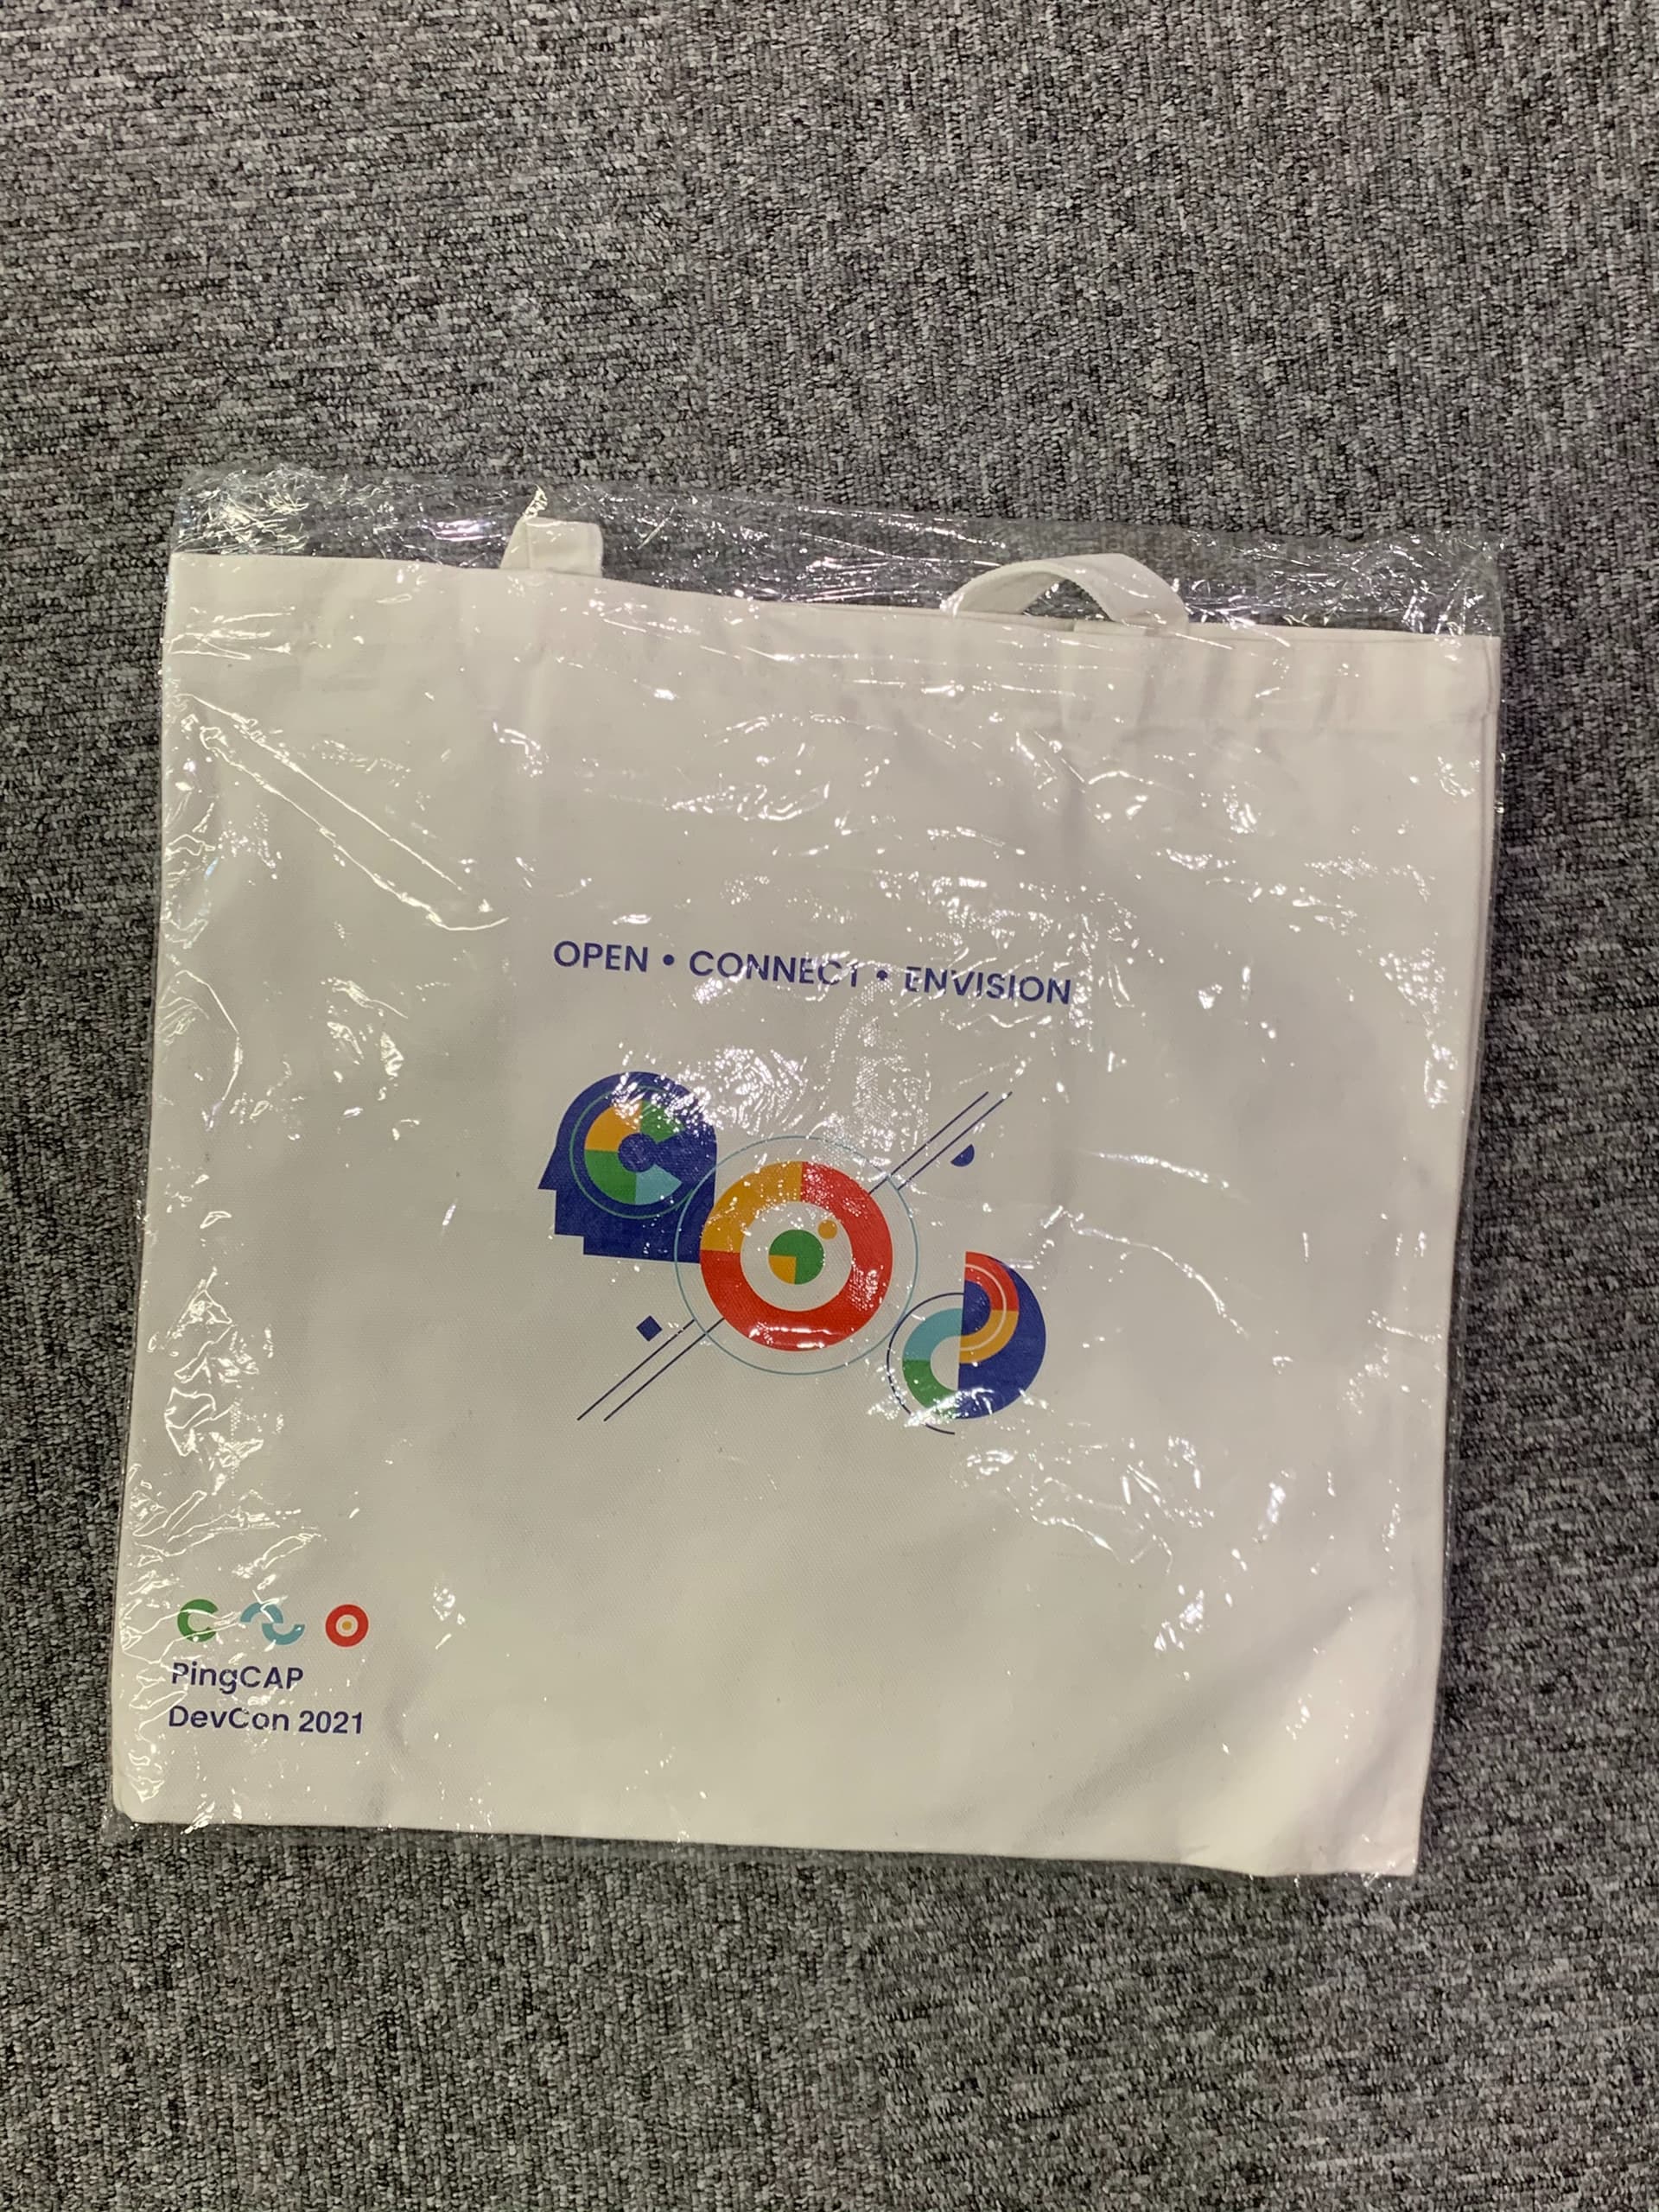 OPEN • CONNECT • ENVISION
PingCAP
DevCon 2021